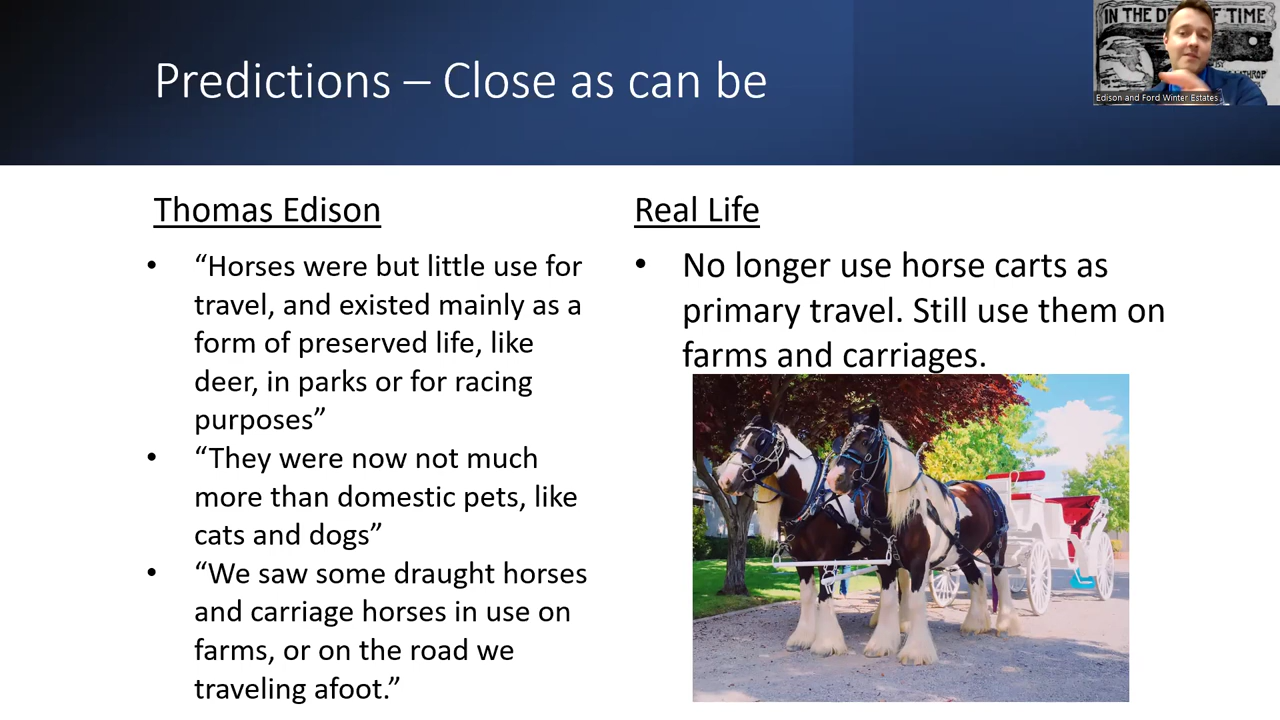 Predictions – Close as can be
IN THE DE OF TIME
LATHROP
Edison and Ford Winter Estates
Thomas Edison
• “Horses were but little use for
travel, and existed mainly as a
form of preserved life, like
deer, in parks or for racing
purposes”
• “They were now not much
more than domestic pets, like
cats and dogs”
• “We saw some draught horses
and carriage horses in use on
farms, or on the road we
traveling afoot.”
Real Life
• No longer use horse carts as
primary travel. Still use them on
farms and carriages.